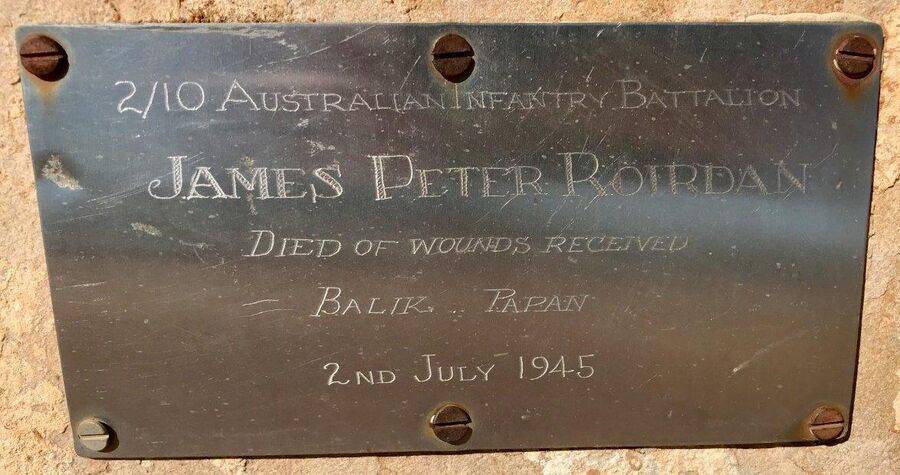 2/10 AUSTRALIAN INFANTRY BATTALION
JAMES PETER ROIRDAN
DIED OF WOUNDS RECEIVED
BALIK PAPAN
2ND JULY 1945